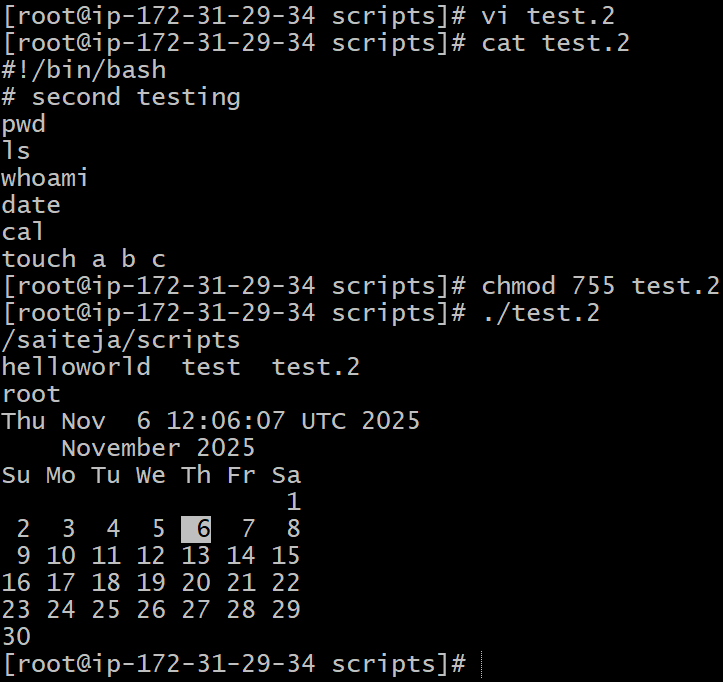 [root@ip-172-31-29-34 scripts]# vi test.2
[root@ip-172-31-29-34 scripts]# cat test.2
#!/bin/bash
# second testing
pwd
ls
whoami
date
cal
touch a b c
[root@ip-172-31-29-34 scripts]# chmod 755 test.2
[root@ip-172-31-29-34 scripts]# ./test.2
/saiteja/scripts
helloworld  test  test.2
root
Thu Nov  6 12:06:07 UTC 2025
    November 2025
Su Mo Tu We Th Fr Sa
                   1
 2  3  4  5  6  7  8
 9 10 11 12 13 14 15
16 17 18 19 20 21 22
23 24 25 26 27 28 29
30
[root@ip-172-31-29-34 scripts]#